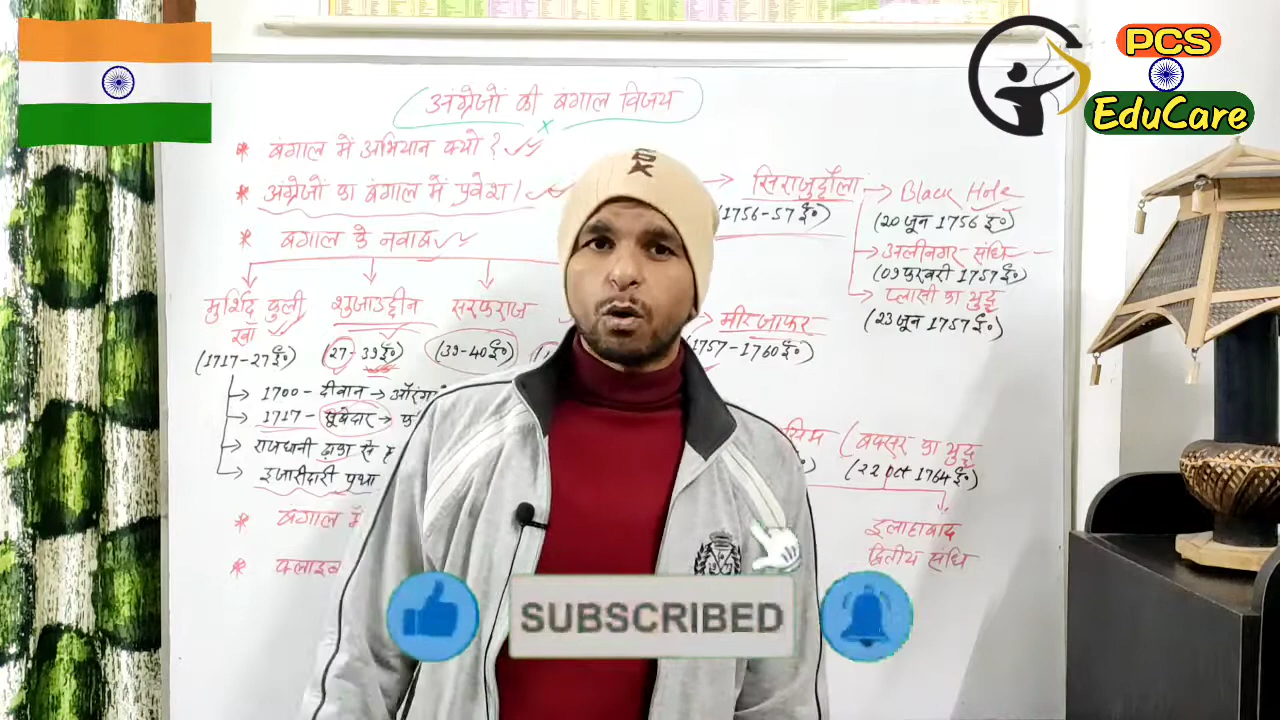 PCS
EduCare
अंग्रेजों की बंगाल विजय
* बंगाल में अभियान क्यों?
* अंग्रेजों का बंगाल में प्रवेश।
* बंगाल के नवाब
मुर्शिद कुली खाँ
(1717-27 ई०)
शुजाउद्दीन
(27-39 ई०)
सरफराज
(39-40 ई०)
सिराजुद्दौला
(1756-57 ई०)
Black Hole
(20 जून 1756 ई०)
अलीनगर संधि
(09 फरवरी 1757 ई०)
प्लासी का युद्ध
(23 जून 1757 ई०)
मीरजाफर
(1757-1760 ई०)
1700 - दीवान → औरंग
1717 - सूबेदार →
राजधानी ढाका से
इजारेदारी प्रथा
(बक्सर का युद्ध
(22 oct 1764 ई०)
इलाहाबाद
द्वितीय संधि
* बंगाल में
* क्लाइव
SUBSCRIBED